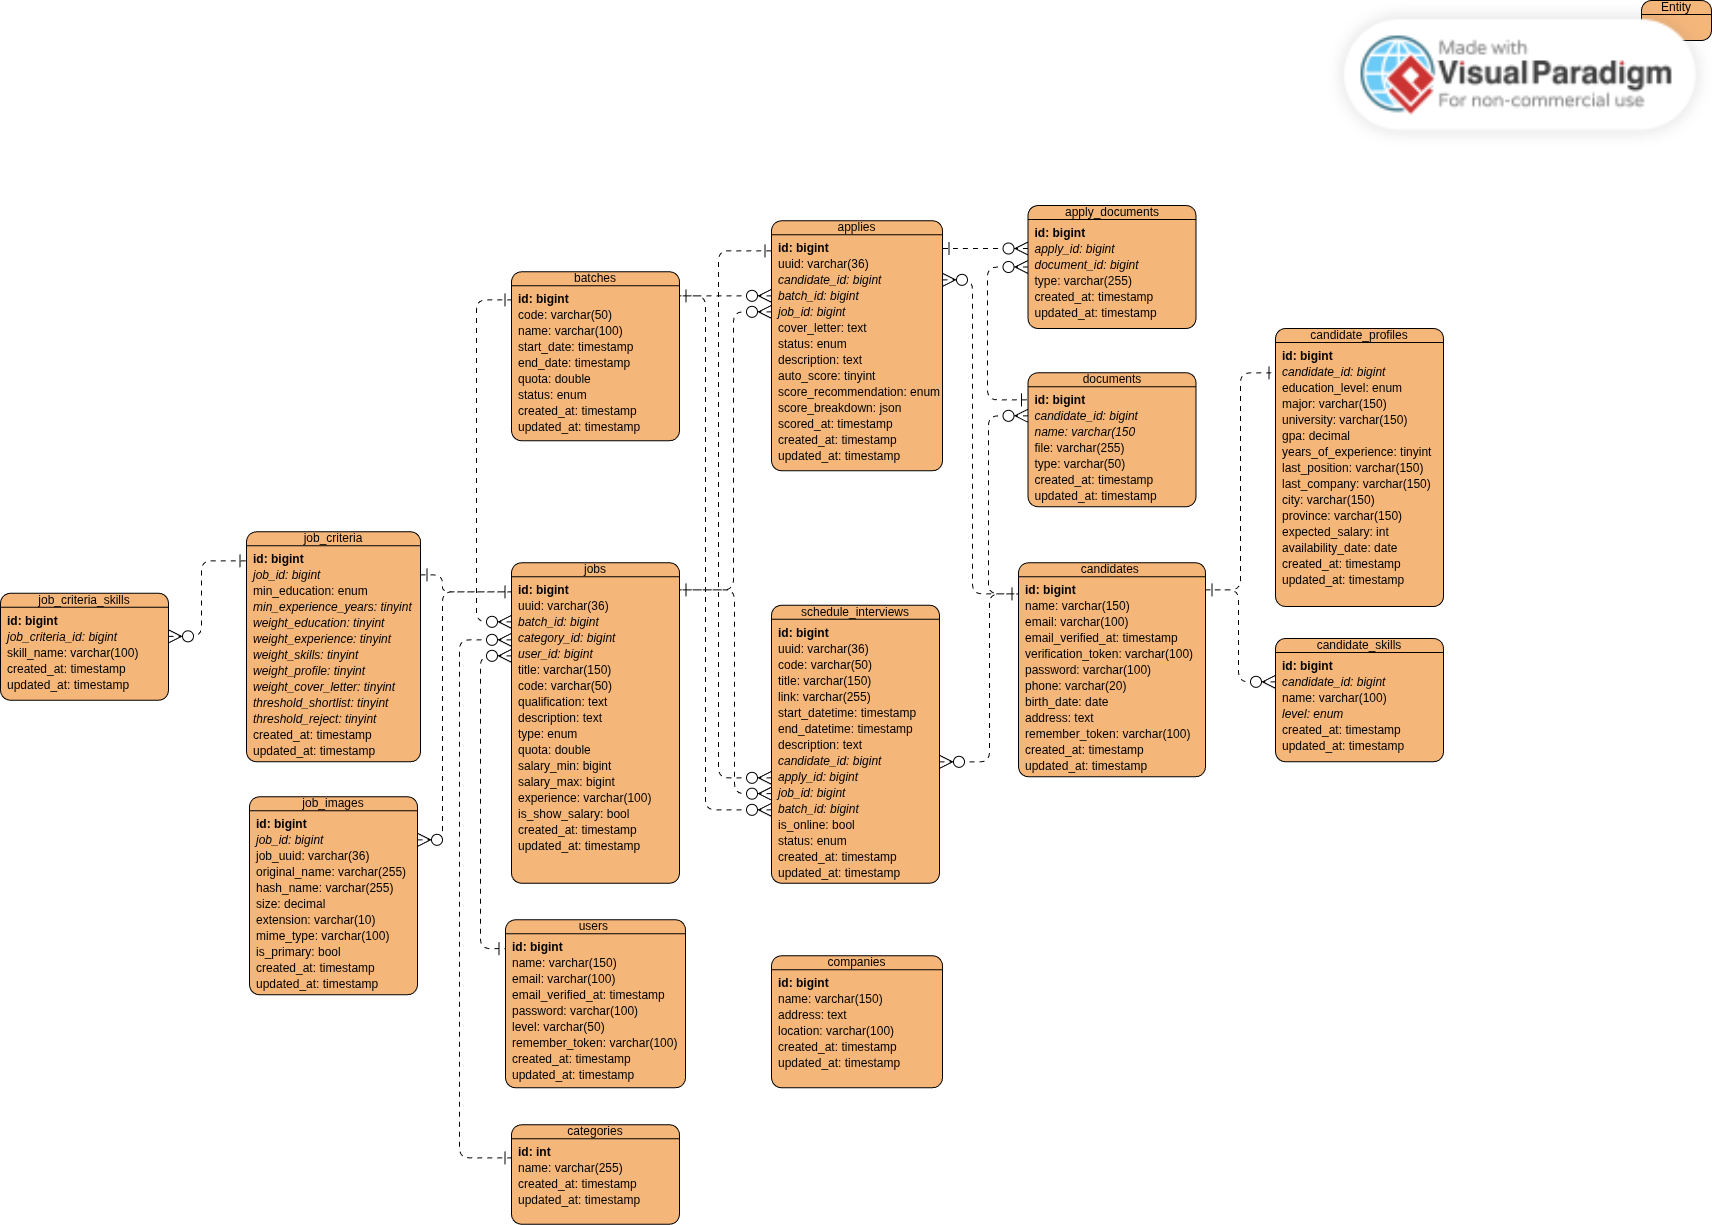 Entity
Made with
Visual Paradigm
For non-commercial use
job_criteria_skills
id: bigint
job_criteria_id: bigint
skill_name: varchar(100)
created_at: timestamp
updated_at: timestamp
job_criteria
id: bigint
job_id: bigint
min_education: enum
min_experience_years: tinyint
weight_education: tinyint
weight_experience: tinyint
weight_skills: tinyint
weight_profile: tinyint
weight_cover_letter: tinyint
threshold_shortlist: tinyint
threshold_reject: tinyint
created_at: timestamp
updated_at: timestamp
job_images
id: bigint
job_id: bigint
job_uuid: varchar(36)
original_name: varchar(255)
hash_name: varchar(255)
size: decimal
extension: varchar(10)
mime_type: varchar(100)
is_primary: bool
created_at: timestamp
updated_at: timestamp
batches
id: bigint
code: varchar(50)
name: varchar(100)
start_date: timestamp
end_date: timestamp
quota: double
status: enum
created_at: timestamp
updated_at: timestamp
jobs
id: bigint
uuid: varchar(36)
batch_id: bigint
category_id: bigint
user_id: bigint
title: varchar(150)
code: varchar(50)
qualification: text
description: text
type: enum
quota: double
salary_min: bigint
salary_max: bigint
experience: varchar(100)
is_show_salary: bool
created_at: timestamp
updated_at: timestamp
users
id: bigint
name: varchar(150)
email: varchar(100)
email_verified_at: timestamp
password: varchar(100)
level: varchar(50)
remember_token: varchar(100)
created_at: timestamp
updated_at: timestamp
categories
id: int
name: varchar(255)
created_at: timestamp
updated_at: timestamp
applies
id: bigint
uuid: varchar(36)
candidate_id: bigint
batch_id: bigint
job_id: bigint
cover_letter: text
status: enum
description: text
auto_score: tinyint
score_recommendation: enum
score_breakdown: json
scored_at: timestamp
created_at: timestamp
updated_at: timestamp
schedule_interviews
id: bigint
uuid: varchar(36)
code: varchar(50)
title: varchar(150)
link: varchar(255)
start_datetime: timestamp
end_datetime: timestamp
description: text
candidate_id: bigint
apply_id: bigint
job_id: bigint
batch_id: bigint
is_online: bool
status: enum
created_at: timestamp
updated_at: timestamp
companies
id: bigint
name: varchar(150)
address: text
location: varchar(100)
created_at: timestamp
updated_at: timestamp
apply_documents
id: bigint
apply_id: bigint
document_id: bigint
type: varchar(255)
created_at: timestamp
updated_at: timestamp
documents
id: bigint
candidate_id: bigint
name: varchar(150
file: varchar(255)
type: varchar(50)
created_at: timestamp
updated_at: timestamp
candidates
id: bigint
name: varchar(150)
email: varchar(100)
email_verified_at: timestamp
verification_token: varchar(100)
password: varchar(100)
phone: varchar(20)
birth_date: date
address: text
remember_token: varchar(100)
created_at: timestamp
updated_at: timestamp
candidate_profiles
id: bigint
candidate_id: bigint
education_level: enum
major: varchar(150)
university: varchar(150)
gpa: decimal
years_of_experience: tinyint
last_position: varchar(150)
last_company: varchar(150)
city: varchar(150)
province: varchar(150)
expected_salary: int
availability_date: date
created_at: timestamp
updated_at: timestamp
candidate_skills
id: bigint
candidate_id: bigint
name: varchar(100)
level: enum
created_at: timestamp
updated_at: timestamp